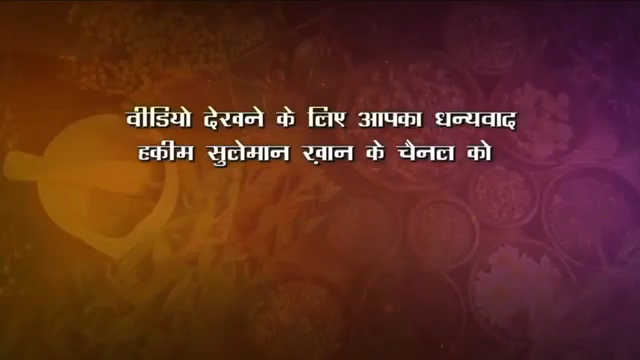 वीडियो देखने के लिए आपका धन्यवाद
हकीम सुलेमान ख़ान के चैनल को